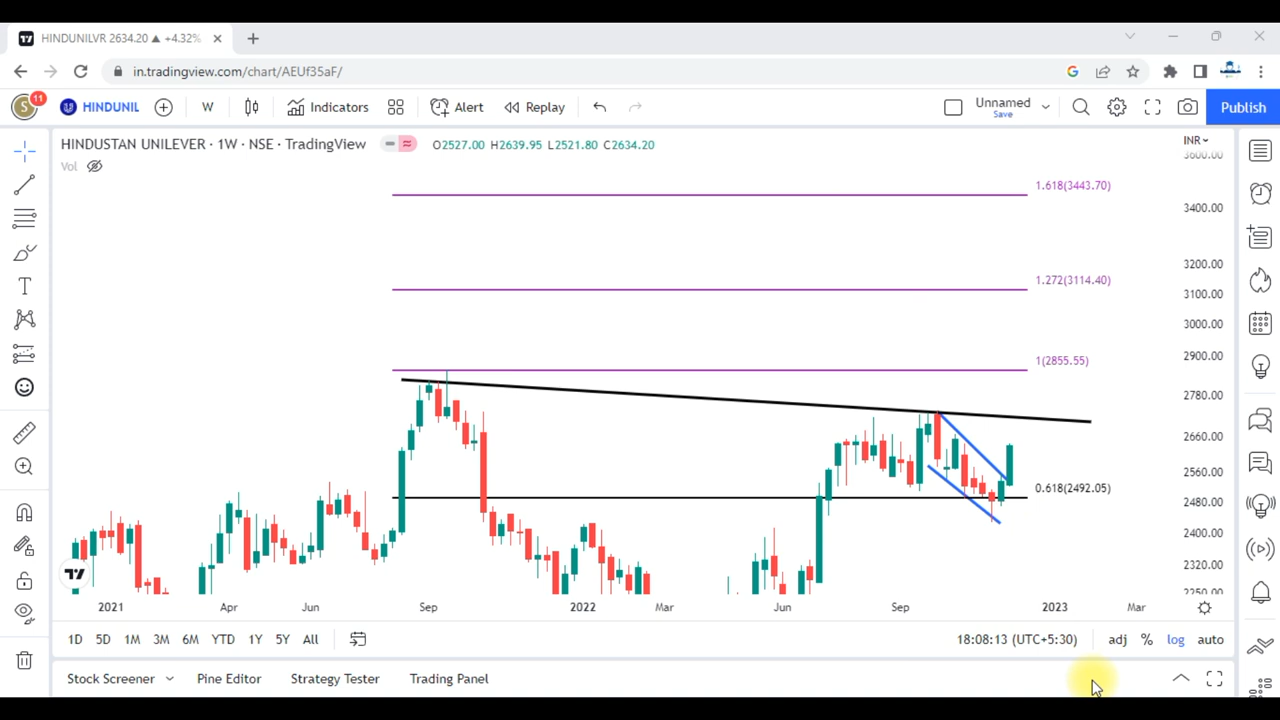 HINDUNILVR 2634.20 ▲ +4.32%
in.tradingview.com/chart/AEUf35aF/
S
11
HINDUNIL
W
Indicators
Alert
Replay
Unnamed
Save
Publish
HINDUSTAN UNILEVER · 1W · NSE · TradingView
O2527.00 H2639.95 L2521.80 C2634.20
INR
Vol
3600.00
1.618(3443.70)
3400.00
3200.00
1.272(3114.40)
3100.00
3000.00
2900.00
1(2855.55)
2780.00
2660.00
2560.00
0.618(2492.05)
2480.00
2400.00
2320.00
2250.00
2021 Apr Jun Sep 2022 Mar Jun Sep 2023 Mar
1D 5D 1M 3M 6M YTD 1Y 5Y All
18:08:13 (UTC+5:30) adj % log auto
Stock Screener Pine Editor Strategy Tester Trading Panel